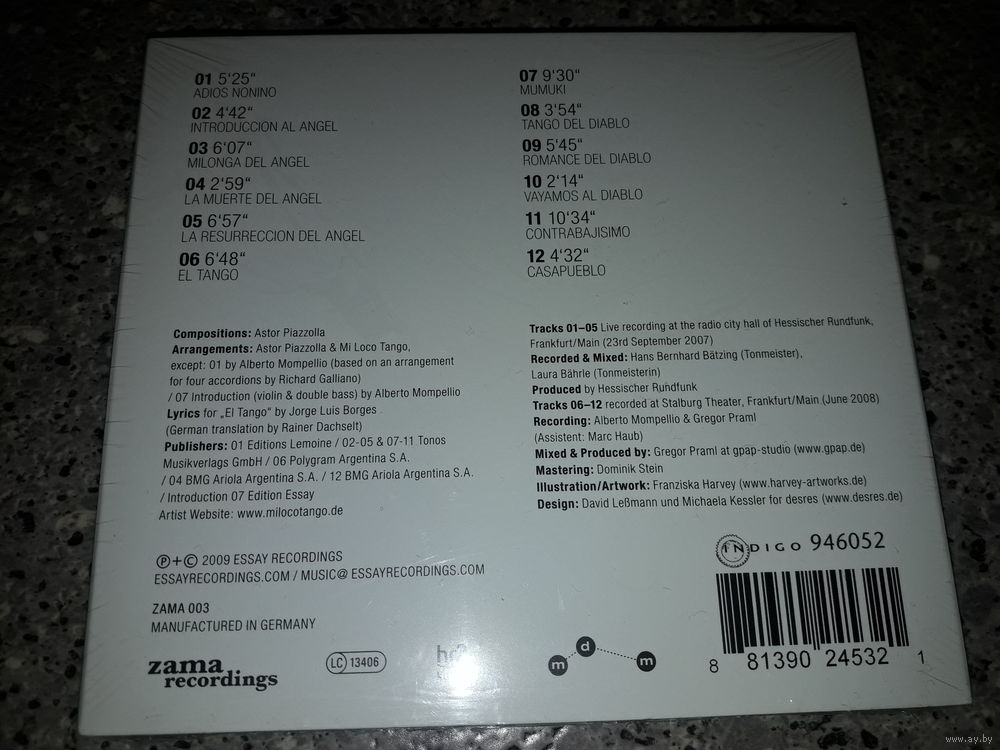 01 5'25“
ADIOS NONINO
02 4'42“
INTRODUCCION AL ANGEL
03 6'07“
MILONGA DEL ANGEL
04 2'59“
LA MUERTE DEL ANGEL
05 6'57“
LA RESURRECCION DEL ANGEL
06 6'48“
EL TANGO
07 9'30“
MUMUKI
08 3'54“
TANGO DEL DIABLO
09 5'45“
ROMANCE DEL DIABLO
10 2'14“
VAYAMOS AL DIABLO
11 10'34“
CONTRABAJISIMO
12 4'32“
CASAPUEBLO
Compositions: Astor Piazzolla
Arrangements: Astor Piazzolla & Mi Loco Tango,
except: 01 by Alberto Mompellio (based on an arrangement
for four accordions by Richard Galliano)
/ 07 Introduction (violin & double bass) by Alberto Mompellio
Lyrics for „El Tango“ by Jorge Luis Borges
(German translation by Rainer Dachselt)
Publishers: 01 Editions Lemoine / 02-05 & 07-11 Tonos
Musikverlags GmbH / 06 Polygram Argentina S.A.
/ 04 BMG Ariola Argentina S.A. / 12 BMG Ariola Argentina S.A.
/ Introduction 07 Edition Essay
Artist Website: www.milocotango.de
Tracks 01–05 Live recording at the radio city hall of Hessischer Rundfunk,
Frankfurt/Main (23rd September 2007)
Recorded & Mixed: Hans Bernhard Bätzing (Tonmeister),
Laura Bährle (Tonmeisterin)
Produced by Hessischer Rundfunk
Tracks 06–12 recorded at Stalburg Theater, Frankfurt/Main (June 2008)
Recording: Alberto Mompellio & Gregor Praml
(Assistent: Marc Haub)
Mixed & Produced by: Gregor Praml at gpap-studio (www.gpap.de)
Mastering: Dominik Stein
Illustration/Artwork: Franziska Harvey (www.harvey-artworks.de)
Design: David Leßmann und Michaela Kessler for desres (www.desres.de)
℗+© 2009 ESSAY RECORDINGS
ESSAYRECORDINGS.COM / MUSIC@ ESSAYRECORDINGS.COM
ZAMA 003
MANUFACTURED IN GERMANY
zama
recordings
LC 13406
m d m
INDIGO 946052
8 81390 24532 1
www.ay.by